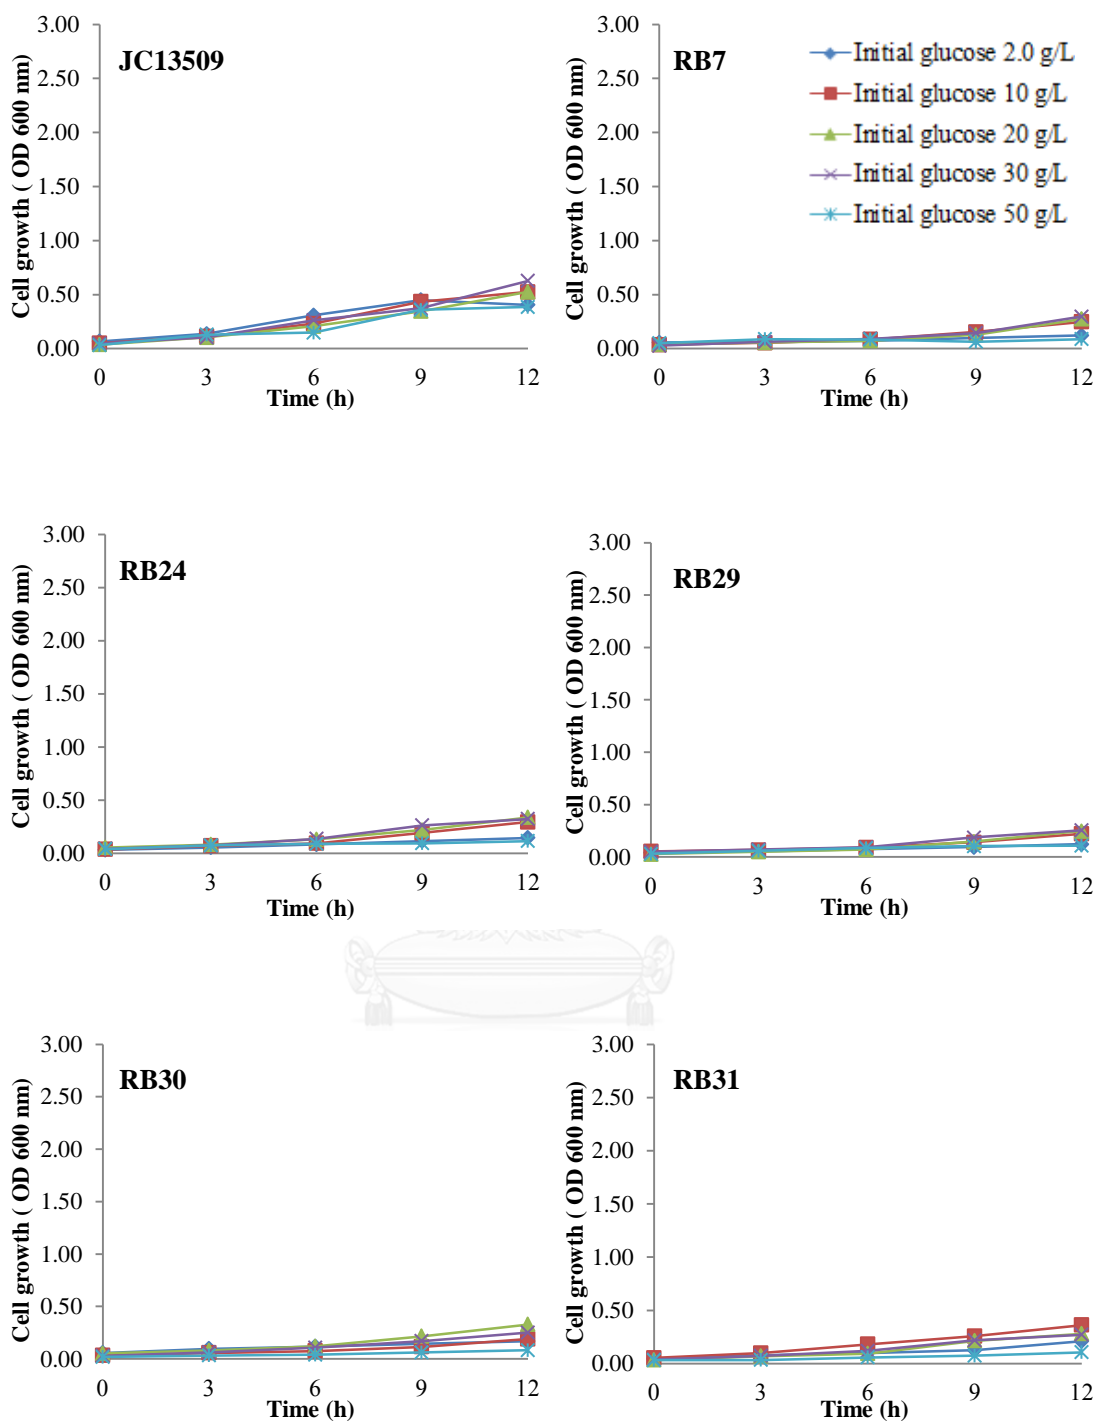 JC13509
Cell growth ( OD 600 nm)
3.00
2.50
2.00
1.50
1.00
0.50
0.00
0 3 6 9 12
Time (h)
RB7
Cell growth ( OD 600 nm)
3.00
2.50
2.00
1.50
1.00
0.50
0.00
0 3 6 9 12
Time (h)
Initial glucose 2.0 g/L
Initial glucose 10 g/L
Initial glucose 20 g/L
Initial glucose 30 g/L
Initial glucose 50 g/L
RB24
Cell growth ( OD 600 nm)
3.00
2.50
2.00
1.50
1.00
0.50
0.00
0 3 6 9 12
Time (h)
RB29
Cell growth ( OD 600 nm)
3.00
2.50
2.00
1.50
1.00
0.50
0.00
0 3 6 9 12
Time (h)
RB30
Cell growth ( OD 600 nm)
3.00
2.50
2.00
1.50
1.00
0.50
0.00
0 3 6 9 12
Time (h)
RB31
Cell growth ( OD 600 nm)
3.00
2.50
2.00
1.50
1.00
0.50
0.00
0 3 6 9 12
Time (h)